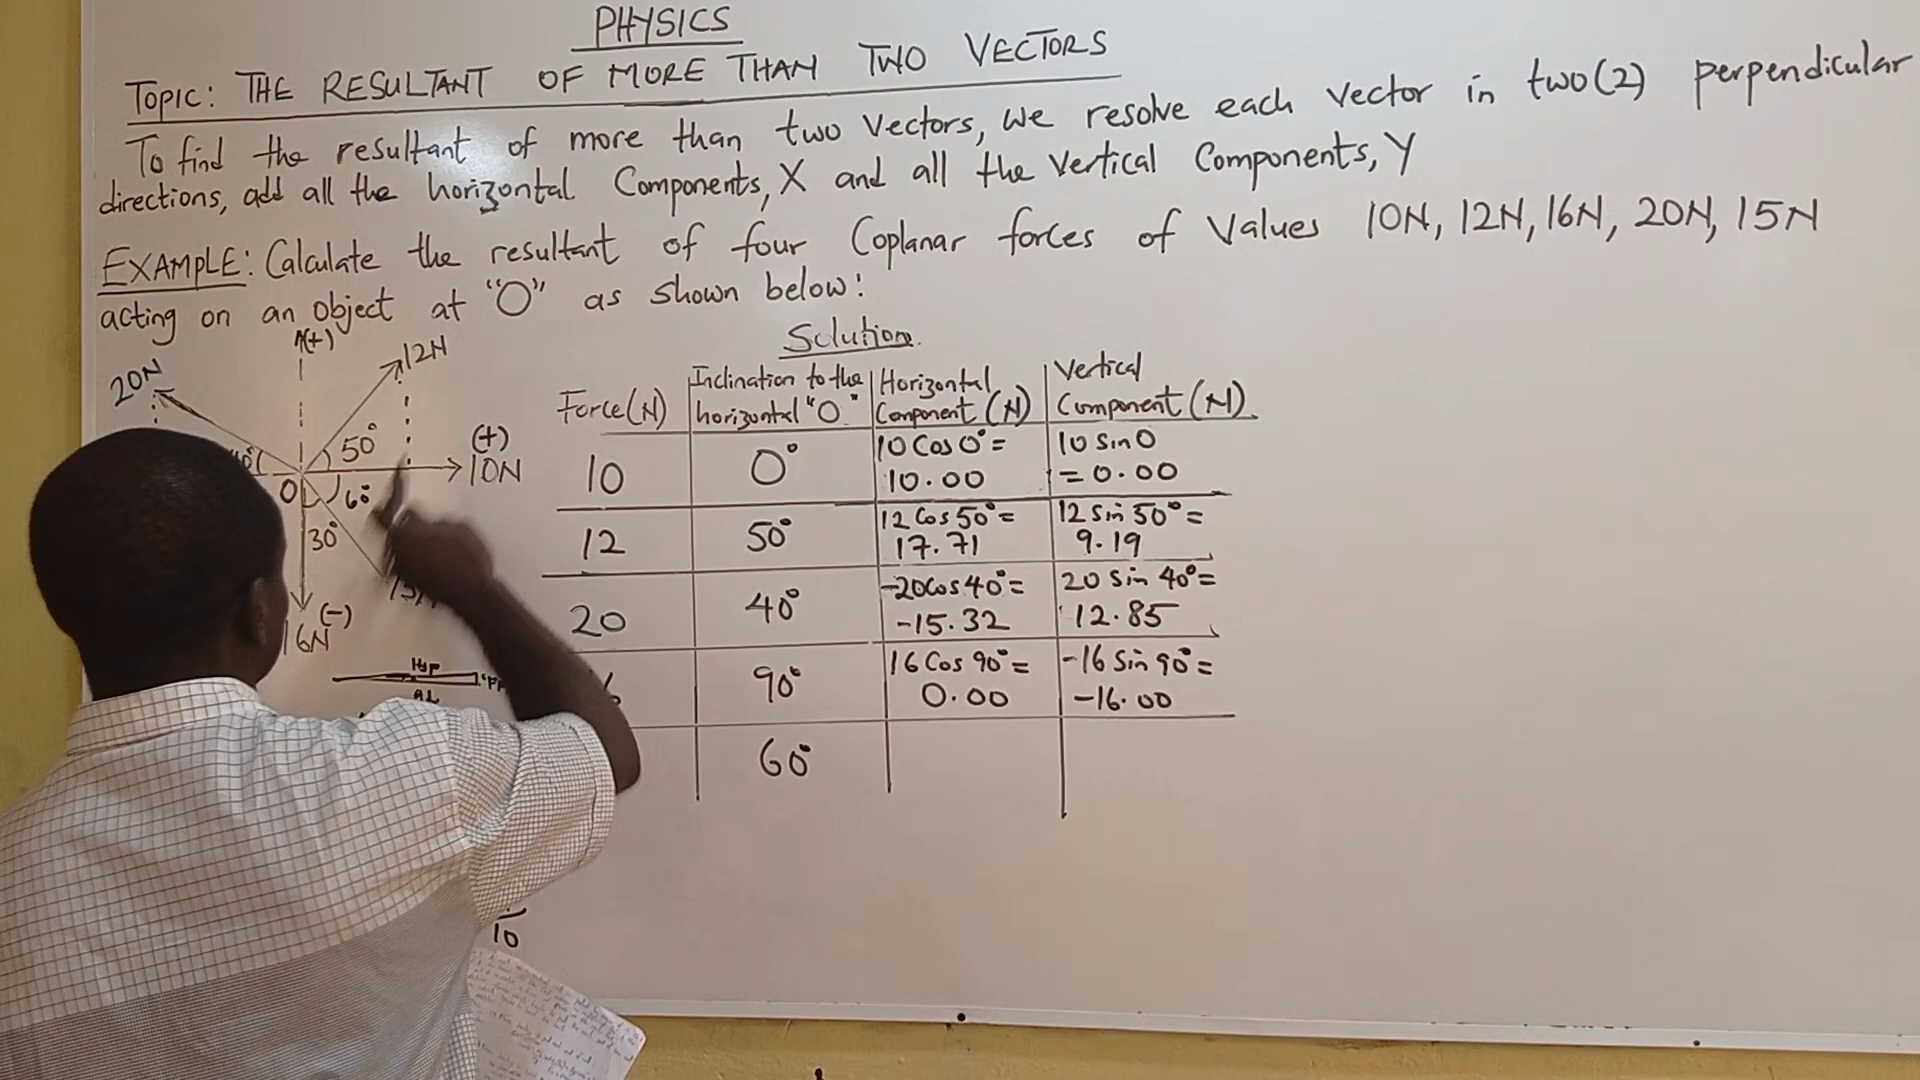 PHYSICS
TOPIC: THE RESULTANT OF MORE THAN TWO VECTORS
To find the resultant of more than two vectors, we resolve each vector in two(2) perpendicular
directions, add all the horizontal Components, X and all the vertical Components, Y
EXAMPLE: Calculate the resultant of four Coplanar forces of values 10N, 12N, 16N, 20N, 15N
acting on an object at "O" as shown below:
Solution
(+)
12N
20N
50°
(+)
10N
O
60°
30°
(-)
16N
Hyp
10
Force(N) Inclination to the horizontal "O" Horizontal Component (N) Vertical Component (N)
10 0° 10 Cos 0° = 10.00 10 sin 0 = 0.00
12 50° 12 Cos 50° = 17.71 12 sin 50° = 9.19
20 40° -20cos40° = -15.32 20 sin 40° = 12.85
90° 16 Cos 90° = 0.00 -16 sin 90° = -16.00
60°